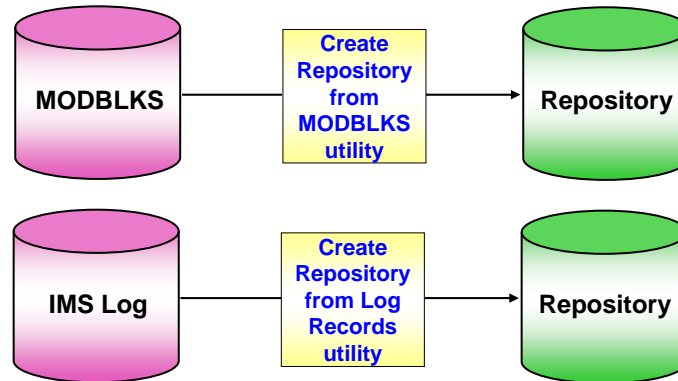 MODBLKS
Create
Repository
from
MODBLKS
utility
Repository
IMS Log
Create
Repository
from Log
Records
utility
Repository